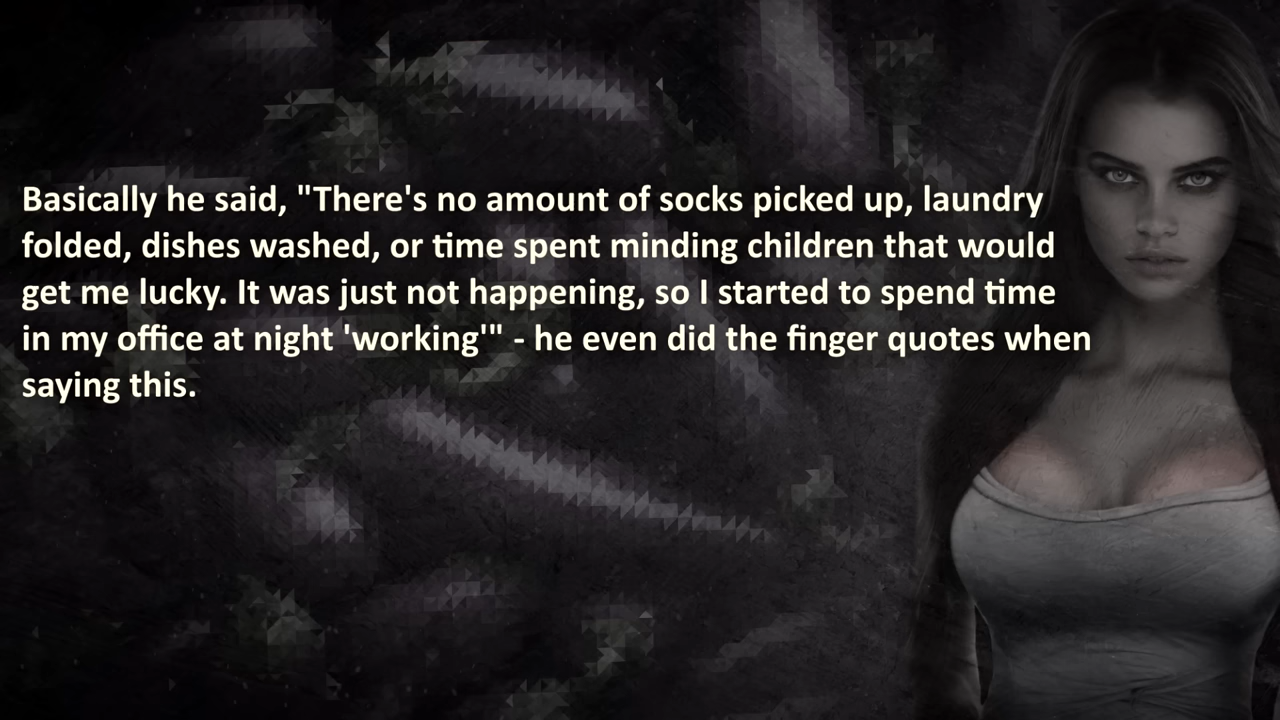 Basically he said, "There's no amount of socks picked up, laundry
folded, dishes washed, or time spent minding children that would
get me lucky. It was just not happening, so I started to spend time
in my office at night 'working'" - he even did the finger quotes when
saying this.